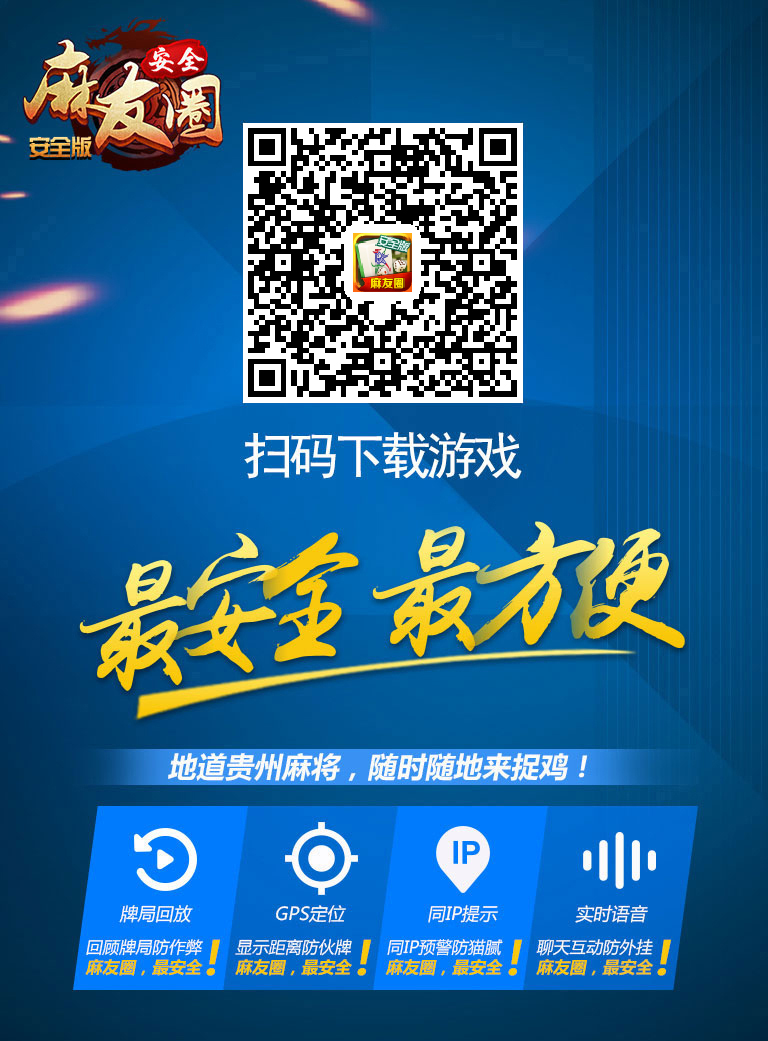 麻友圈
安全
安全版
安全版
麻友圈
扫码下载游戏
最安全 最方便
地道贵州麻将，随时随地来捉鸡！
牌局回放
回顾牌局防作弊
麻友圈，最安全！
GPS定位
显示距离防伙牌
麻友圈，最安全！
同IP提示
IP
同IP预警防猫腻
麻友圈，最安全！
实时语音
聊天互动防外挂
麻友圈，最安全！